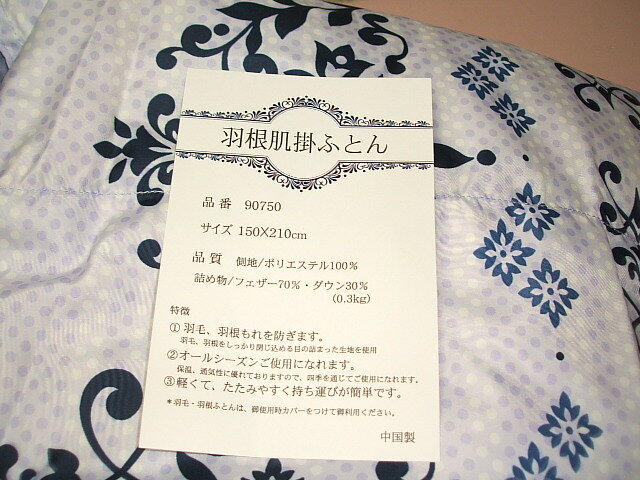 羽根肌掛ふとん
品番 90750
サイズ 150X210cm
品質 側地/ポリエステル100%
詰め物/フェザー70%・ダウン30%
(0.3kg)
特徴
①羽毛、羽根もれを防ぎます。
羽毛、羽根をしっかり閉じ込める目の詰まった生地を使用
②オールシーズンご使用になれます。
保温、通気性に優れておりますので、四季を通じてご使用になれます。
③軽くて、たたみやすく持ち運びが簡単です。
*羽毛・羽根ふとんは、御使用時カバーをつけて御利用ください。
中国製